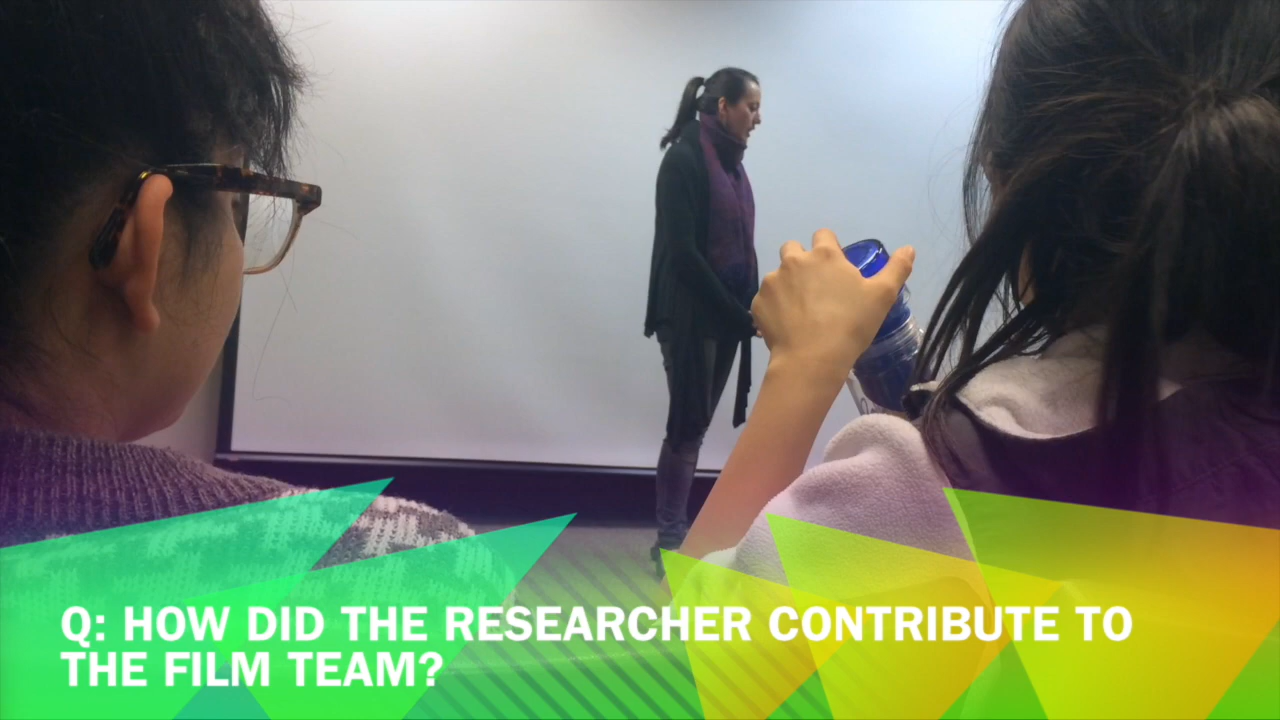 Q: HOW DID THE RESEARCHER CONTRIBUTE TO
THE FILM TEAM?